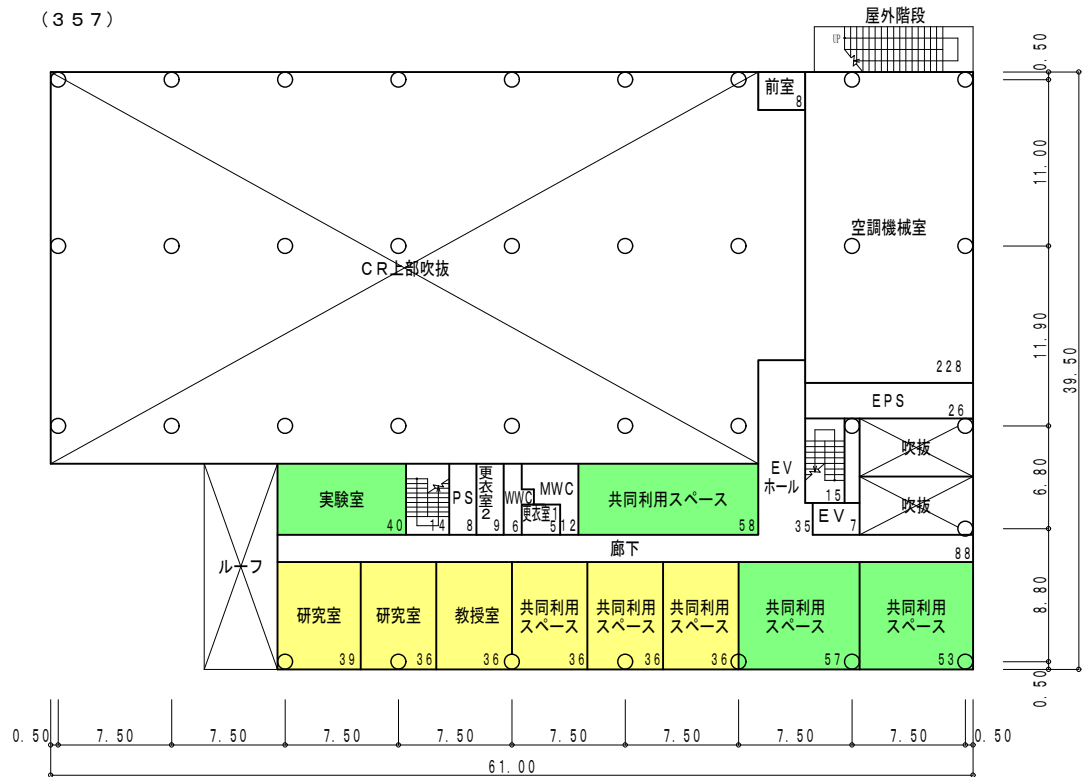 (357)
屋外階段
UP
前室
8
空調機械室
CR上部吹抜
228
EPS
26
吹抜
EV
ホール
15
吹抜
EV
7
35
実験室
40
14
PS
8
更衣室2
9
WWC
6
MWC
更衣室1
5
12
共同利用スペース
58
廊下
88
ルーフ
研究室
39
研究室
36
教授室
36
共同利用
スペース
36
共同利用
スペース
36
共同利用
スペース
36
共同利用
スペース
57
共同利用
スペース
53
0.50
11.00
11.90
6.80
8.80
0.50
39.50
0.50 7.50 7.50 7.50 7.50 7.50 7.50 7.50 7.50 0.50
61.00